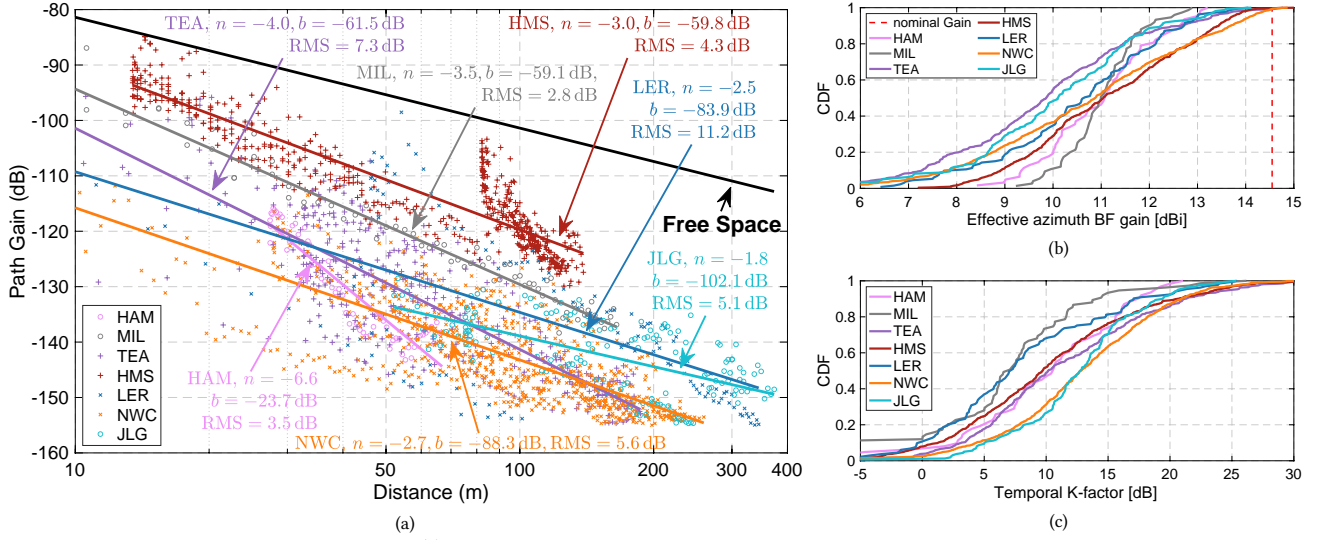 -80
-90
-100
-110
-120
-130
-140
-150
-160
Path Gain (dB)
TEA, n = −4.0, b = −61.5 dB
RMS = 7.3 dB
HMS, n = −3.0, b = −59.8
RMS = 4.3 dB
MIL, n = −3.5, b = −59.1 dB,
RMS = 2.8 dB
LER, n = −2.5
b = −83.9 dB
RMS = 11.2 dB
Free Space
JLG, n = −1.8
b = −102.1 dB
RMS = 5.1 dB
HAM
MIL
TEA
HMS
LER
NWC
JLG
HAM, n = −6.6
b = −23.7 dB
RMS = 3.5 dB
NWC, n = −2.7, b = −88.3 dB, RMS = 5.6 dB
10 50 100 200 300 400
Distance (m)
(a)
1
0.8
0.6
0.4
0.2
0
CDF
nominal Gain
HAM
MIL
TEA
HMS
LER
NWC
JLG
6 7 8 9 10 11 12 13 14 15
Effective azimuth BF gain [dBi]
(b)
1
0.8
0.6
0.4
0.2
0
CDF
HAM
MIL
TEA
HMS
LER
NWC
JLG
-5 0 5 10 15 20 25 30
Temporal K-factor [dB]
(c)